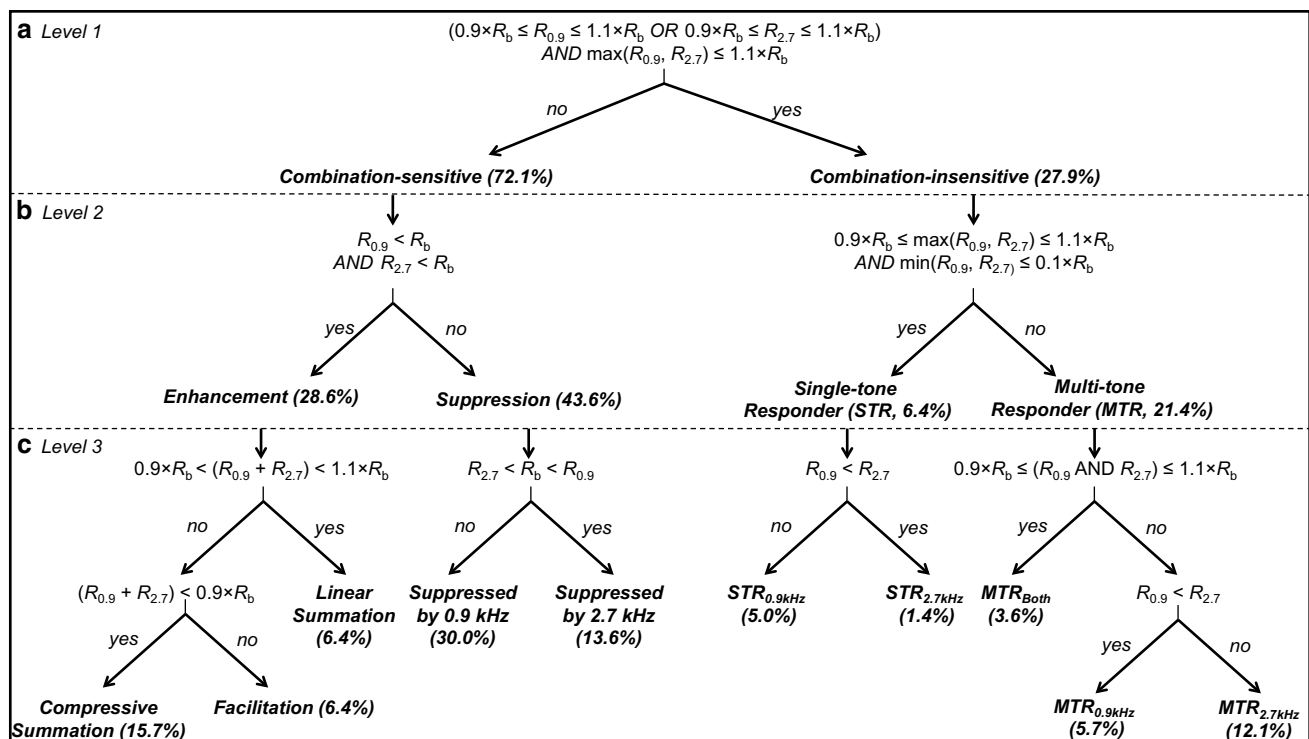 a Level 1
(0.9×Rb ≤ R0.9 ≤ 1.1×Rb OR 0.9×Rb ≤ R2.7 ≤ 1.1×Rb)
AND max(R0.9, R2.7) ≤ 1.1×Rb
no
yes
Combination-sensitive (72.1%)
Combination-insensitive (27.9%)
b Level 2
R0.9 < Rb
AND R2.7 < Rb
0.9×Rb ≤ max(R0.9, R2.7) ≤ 1.1×Rb
AND min(R0.9, R2.7) ≤ 0.1×Rb
yes
no
yes
no
Enhancement (28.6%)
Suppression (43.6%)
Single-tone
Responder (STR, 6.4%)
Multi-tone
Responder (MTR, 21.4%)
c Level 3
0.9×Rb < (R0.9 + R2.7) < 1.1×Rb
R2.7 < Rb < R0.9
R0.9 < R2.7
0.9×Rb ≤ (R0.9 AND R2.7) ≤ 1.1×Rb
no
yes
no
yes
no
yes
yes
no
(R0.9 + R2.7) < 0.9×Rb
Linear
Summation
(6.4%)
Suppressed
by 0.9 kHz
(30.0%)
Suppressed
by 2.7 kHz
(13.6%)
STR0.9kHz
(5.0%)
STR2.7kHz
(1.4%)
MTRBoth
(3.6%)
R0.9 < R2.7
yes
no
yes
no
Compressive
Summation (15.7%)
Facilitation (6.4%)
MTR0.9kHz
(5.7%)
MTR2.7kHz
(12.1%)